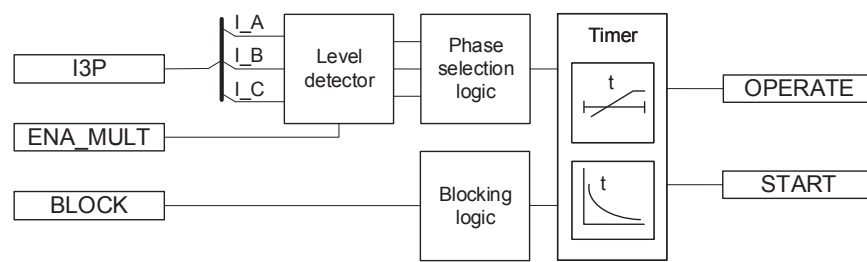 I3P
ENA_MULT
BLOCK
I_A
I_B
I_C
Level
detector
Phase
selection
logic
Blocking
logic
Timer
t
t
OPERATE
START